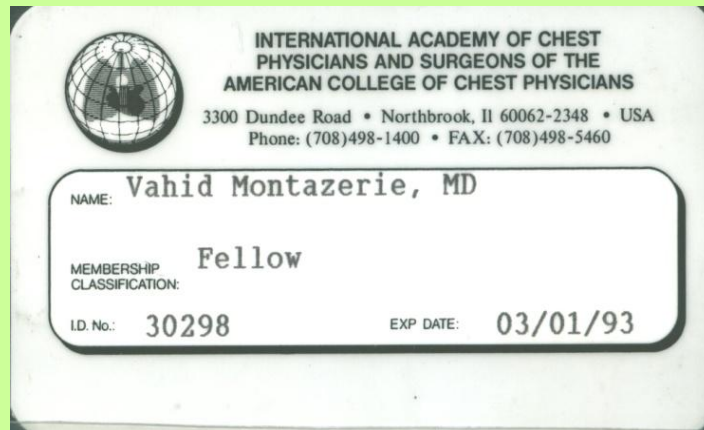 INTERNATIONAL ACADEMY OF CHEST
PHYSICIANS AND SURGEONS OF THE
AMERICAN COLLEGE OF CHEST PHYSICIANS
3300 Dundee Road • Northbrook, Il 60062-2348 • USA
Phone: (708)498-1400 • FAX: (708)498-5460
NAME: Vahid Montazerie, MD
MEMBERSHIP CLASSIFICATION: Fellow
I.D. No.: 30298 EXP DATE: 03/01/93